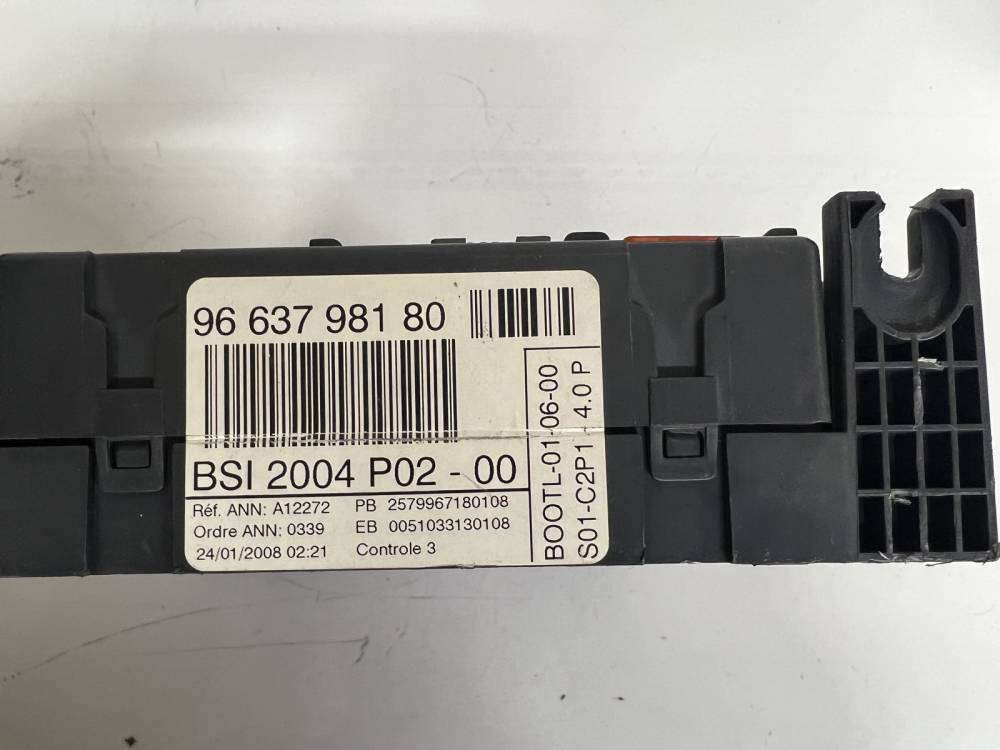 96 637 981 80
BSI 2004 P02 - 00
Réf. ANN: A12272 PB 2579967180108
Ordre ANN: 0339 EB 0051033130108
24/01/2008 02:21 Controle 3
BOOTL-01-06-00
S01-C2P1 - 4.0 P